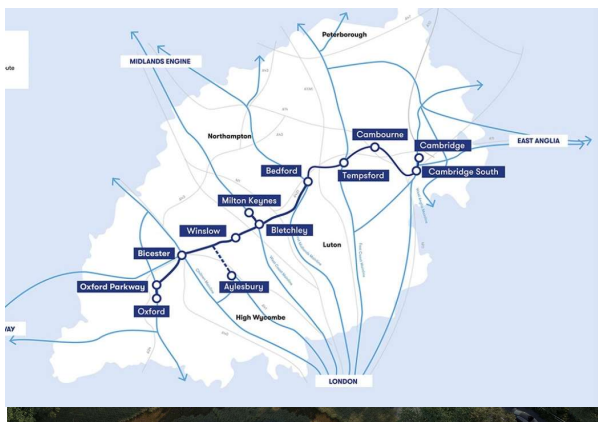 Peterborough
ute
MIDLANDS ENGINE
Northampton
Cambourne
Cambridge
EAST ANGLIA
Bedford
Tempsford
Cambridge South
Milton Keynes
Winslow
Bletchley
Luton
Bicester
Oxford Parkway
Aylesbury
Oxford
High Wycombe
WAY
LONDON